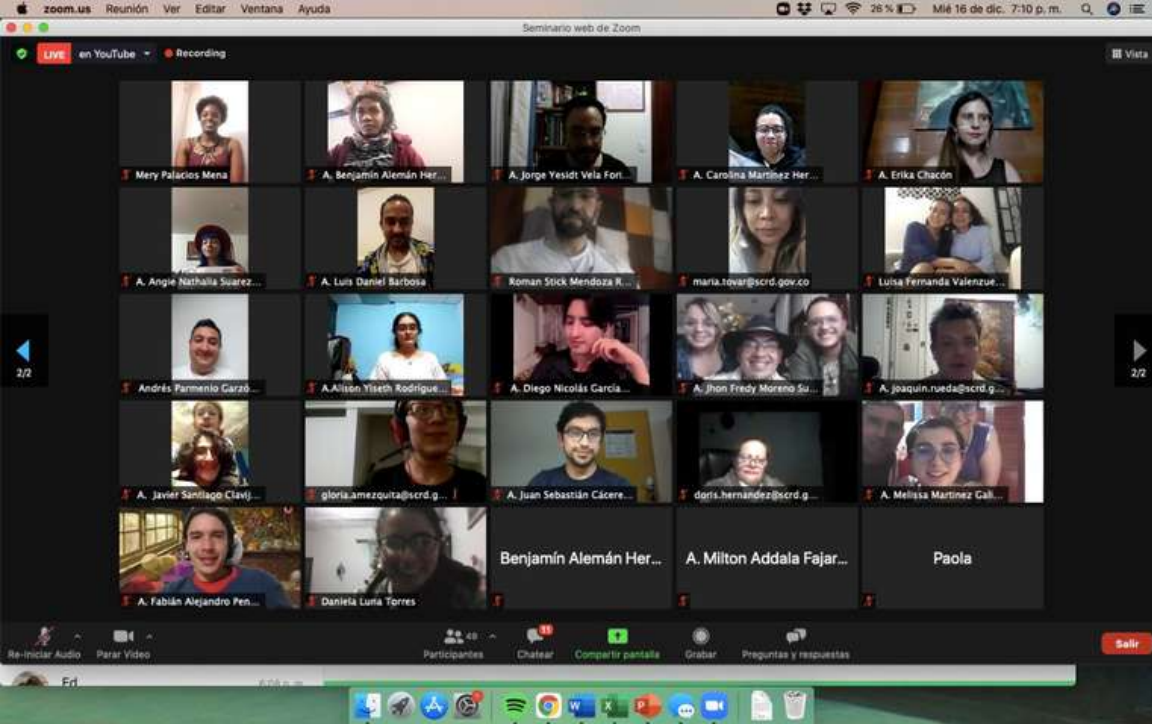 zoom.us Reunión Ver Editar Ventana Ayuda
26 % Mié 16 de dic. 7:10 p. m.
Seminario web de Zoom
LIVE en YouTube Recording
Vista
Mery Palacios Mena
A. Benjamín Alemán Her...
A. Jorge Yesidt Vela Fori...
A. Carolina Martínez Her...
A. Erika Chacón
A. Angie Nathalia Suarez...
A. Luis Daniel Barbosa
Roman Stick Mendoza R...
maria.tovar@scrd.gov.co
Luisa Fernanda Valenzue...
2/2
2/2
Andrés Parmenio Garzó...
A.Alison Yiseth Rodrígue...
A. Diego Nicolás García...
A. Jhon Fredy Moreno Su...
A. joaquin.rueda@scrd.g...
A. Javier Santiago Clavij...
gloria.amezquita@scrd.g...
A. Juan Sebastián Cácere...
doris.hernandez@scrd.g...
A. Melissa Martinez Gali...
A. Fabián Alejandro Pen...
Daniela Luna Torres
Benjamín Alemán Her...
A. Milton Addala Fajar...
Paola
Re-Iniciar Audio
Parar Video
Participantes 49
Chatear 11
Compartir pantalla
Grabar
Preguntas y respuestas
Salir
Ed